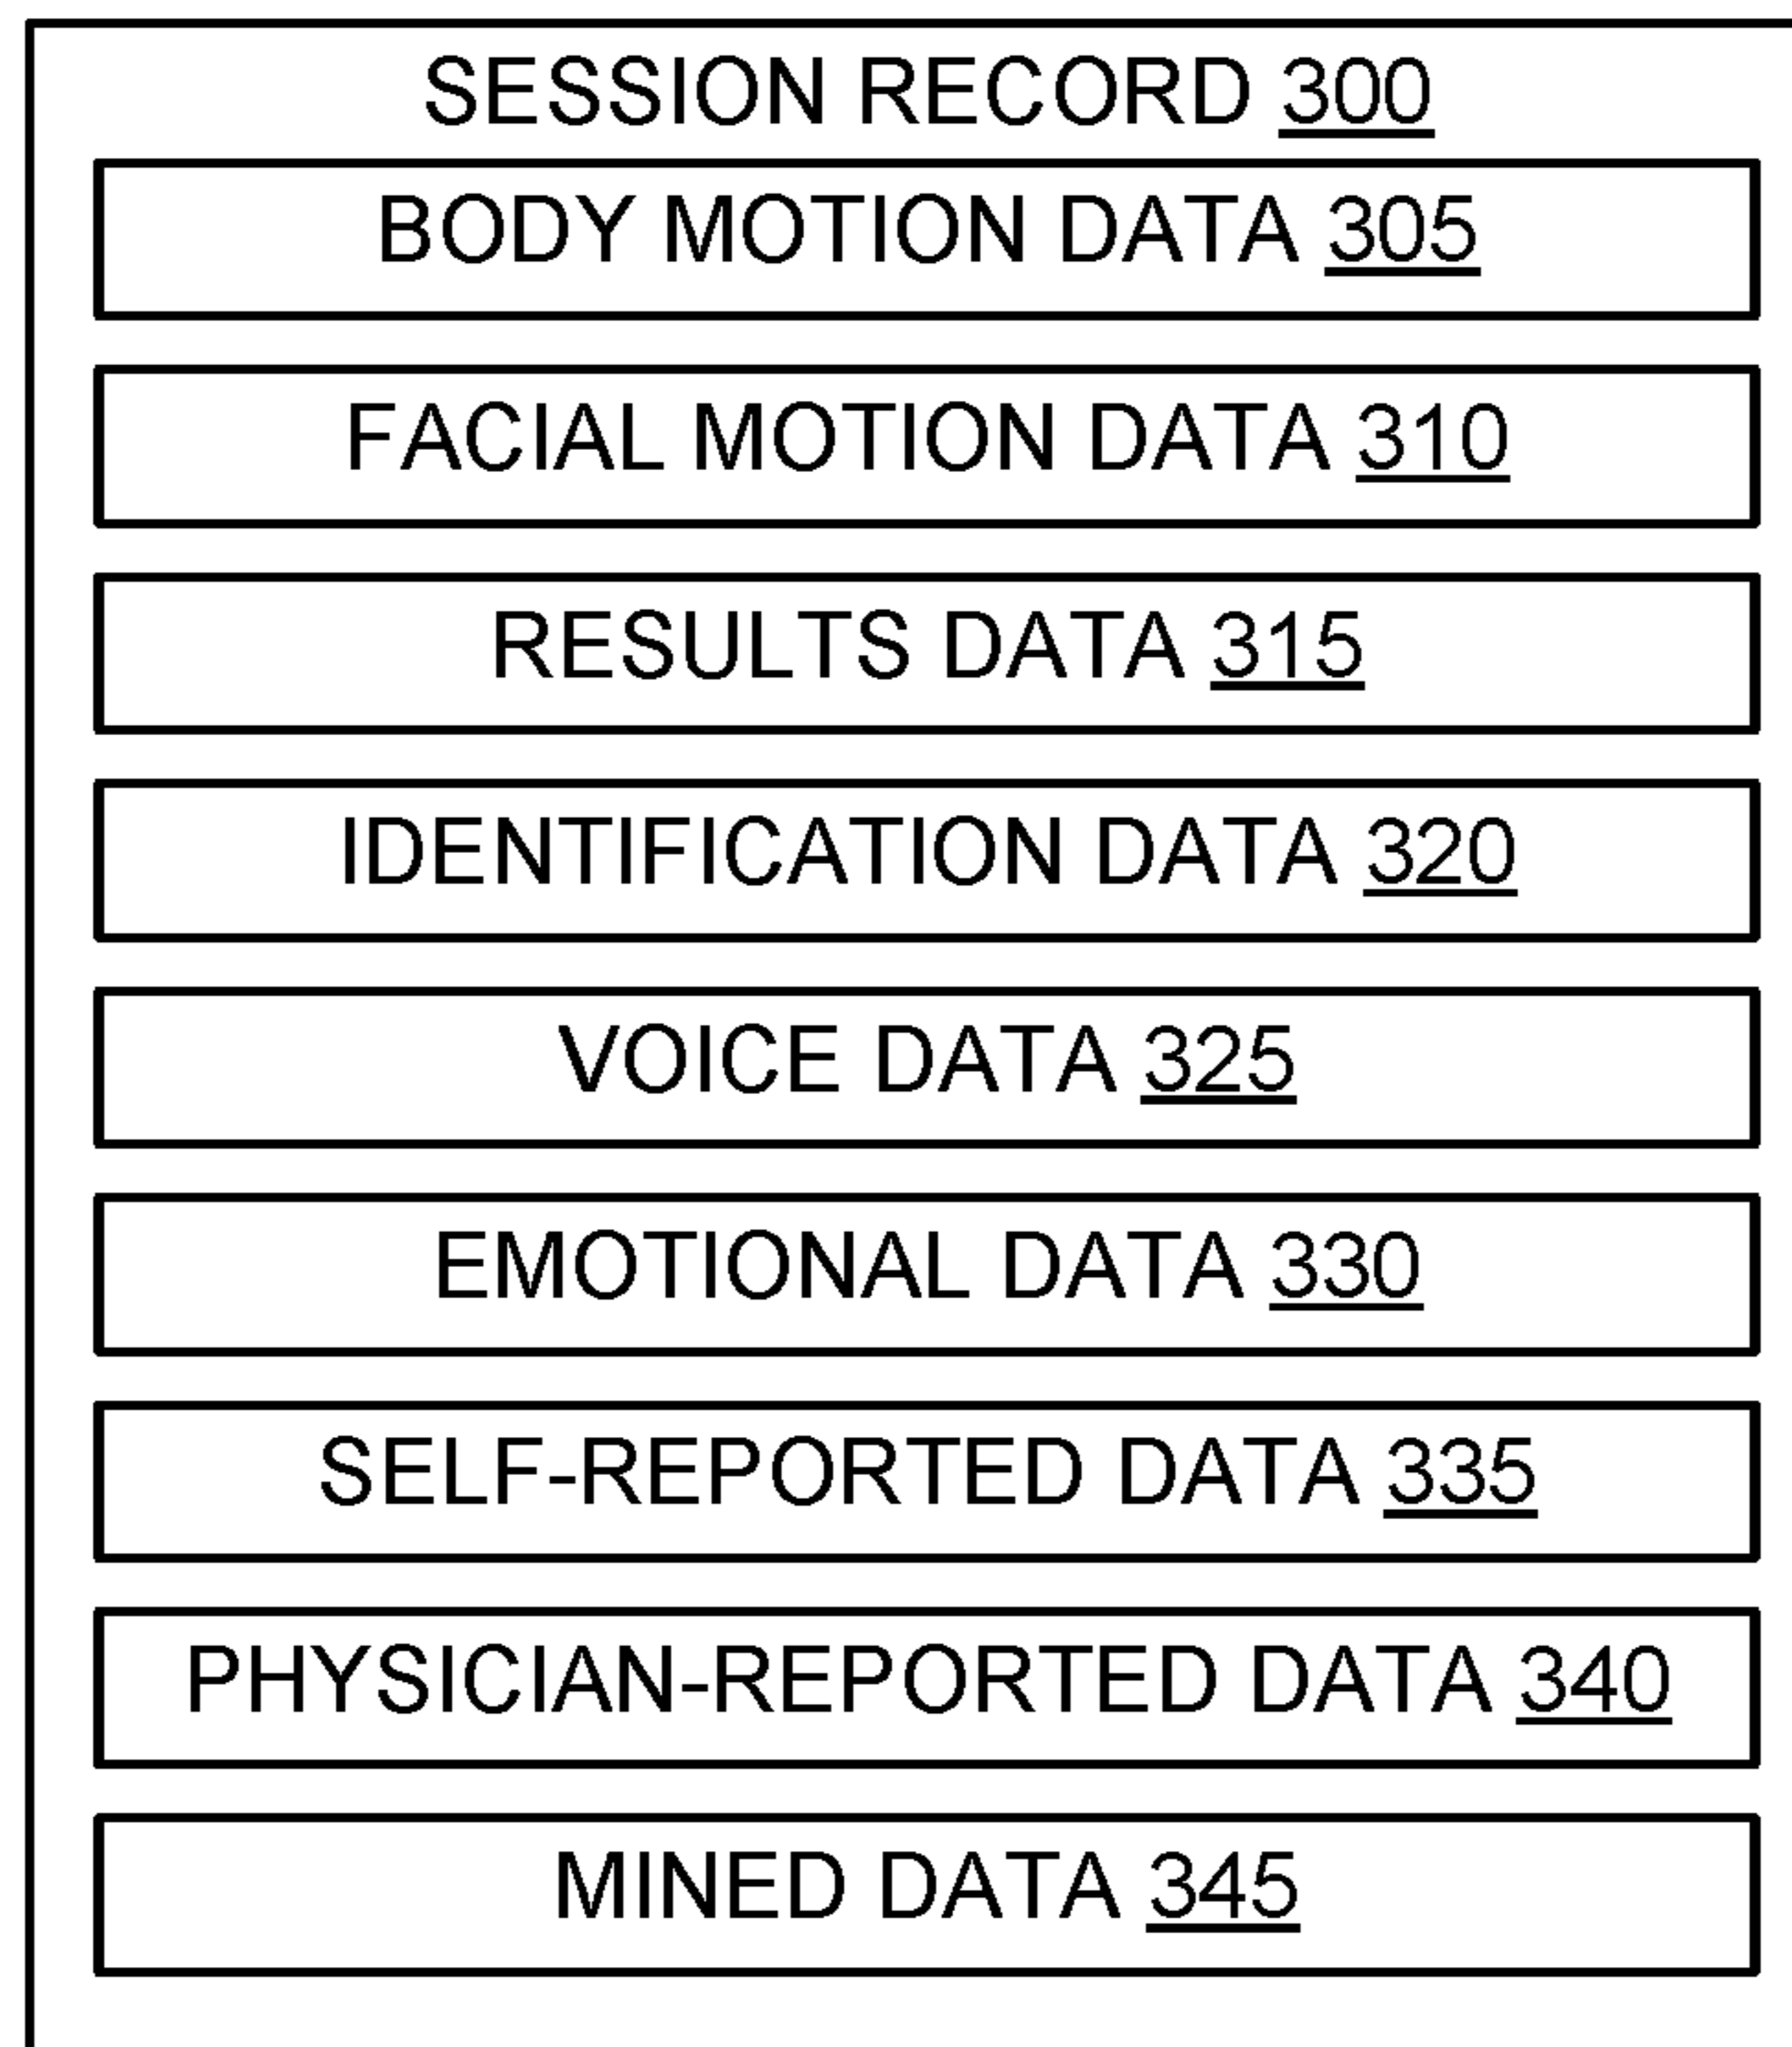 SESSION RECORD 300
BODY MOTION DATA 305
FACIAL MOTION DATA 310
RESULTS DATA 315
IDENTIFICATION DATA 320
VOICE DATA 325
EMOTIONAL DATA 330
SELF-REPORTED DATA 335
PHYSICIAN-REPORTED DATA 340
MINED DATA 345